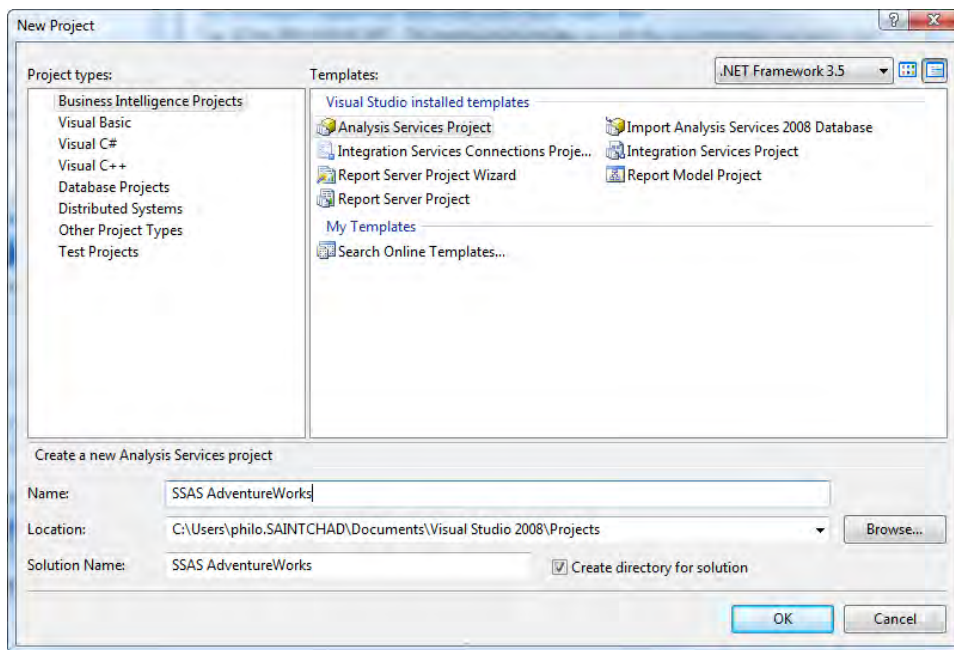 New Project
Project types:
Templates:
.NET Framework 3.5
Business Intelligence Projects
Visual Basic
Visual C#
Visual C++
Database Projects
Distributed Systems
Other Project Types
Test Projects
Visual Studio installed templates
Analysis Services Project
Import Analysis Services 2008 Database
Integration Services Connections Proje...
Integration Services Project
Report Server Project Wizard
Report Model Project
Report Server Project
My Templates
Search Online Templates...
Create a new Analysis Services project
Name:
SSAS AdventureWorks
Location:
C:\Users\philo.SAINTCHAD\Documents\Visual Studio 2008\Projects
Browse...
Solution Name:
SSAS AdventureWorks
Create directory for solution
OK
Cancel